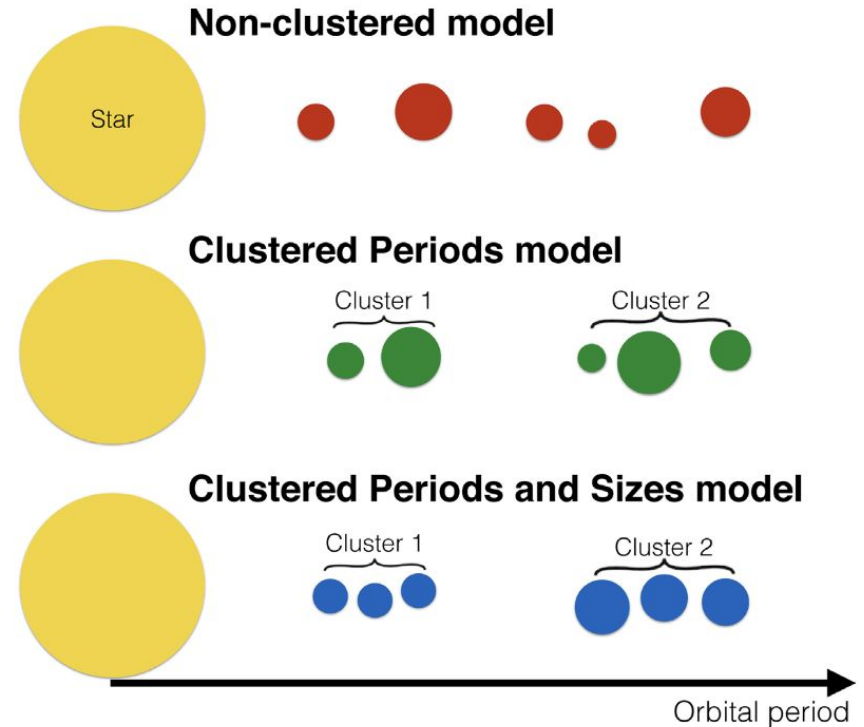 Non-clustered model
Star
Clustered Periods model
Cluster 1
Cluster 2
Clustered Periods and Sizes model
Cluster 1
Cluster 2
Orbital period